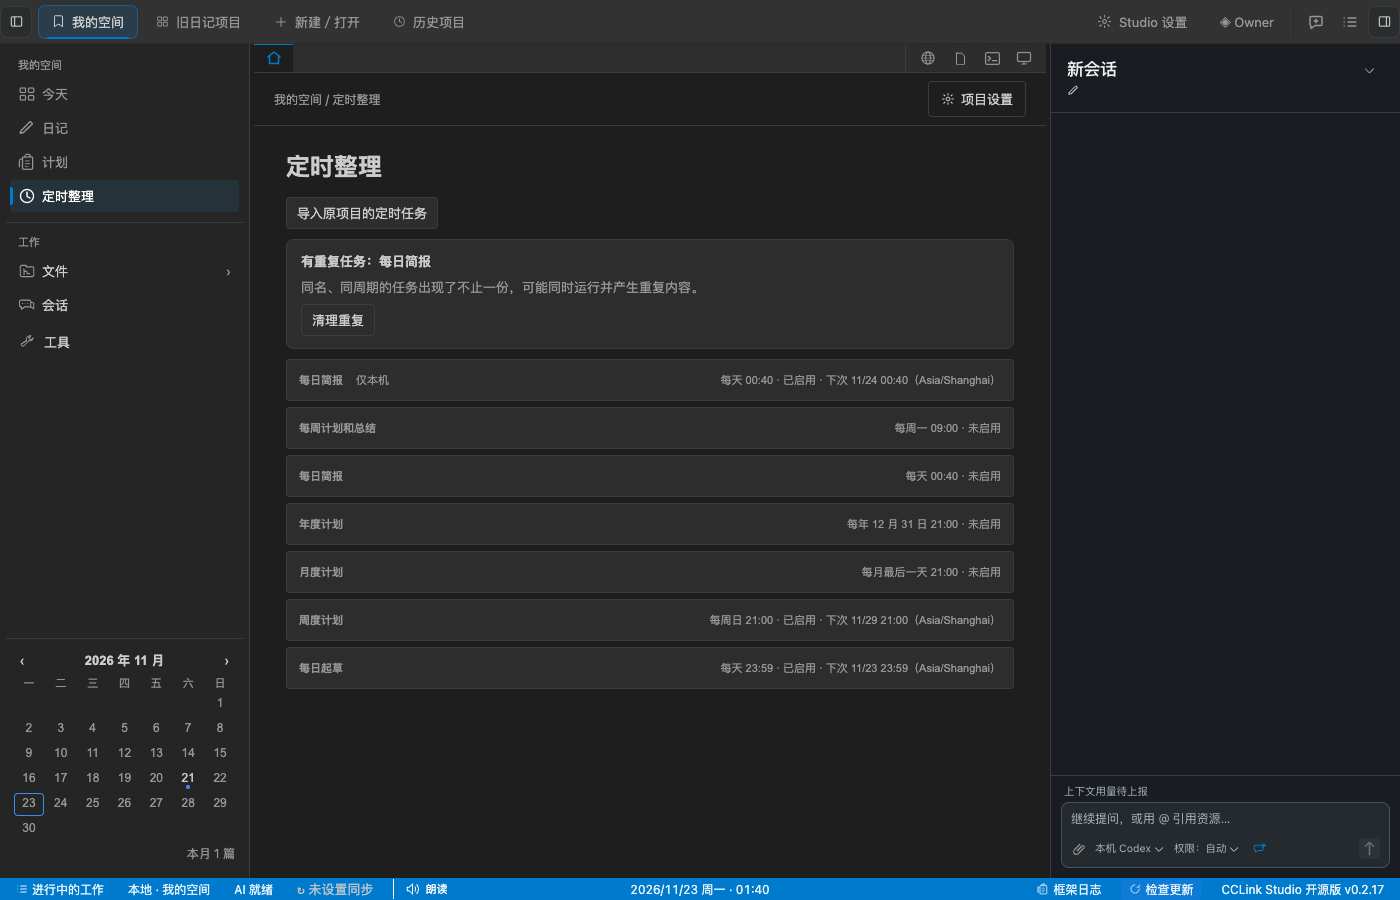 我的空间 旧日记项目 新建 / 打开 历史项目 Studio 设置 Owner
我的空间
今天
日记
计划
定时整理
工作
文件
会话
工具
2026 年 11 月
一 二 三 四 五 六 日
1
2 3 4 5 6 7 8
9 10 11 12 13 14 15
16 17 18 19 20 21 22
23 24 25 26 27 28 29
30
本月 1 篇
我的空间 / 定时整理 项目设置
定时整理
导入原项目的定时任务
有重复任务：每日简报
同名、同周期的任务出现了不止一份，可能同时运行并产生重复内容。
清理重复
每日简报 仅本机 每天 00:40 · 已启用 · 下次 11/24 00:40（Asia/Shanghai）
每周计划和总结 每周一 09:00 · 未启用
每日简报 每天 00:40 · 未启用
年度计划 每年 12 月 31 日 21:00 · 未启用
月度计划 每月最后一天 21:00 · 未启用
周度计划 每周日 21:00 · 已启用 · 下次 11/29 21:00（Asia/Shanghai）
每日起草 每天 23:59 · 已启用 · 下次 11/23 23:59（Asia/Shanghai）
新会话
上下文用量待上报
继续提问，或用 @ 引用资源...
本机 Codex 权限：自动
进行中的工作 本地 · 我的空间 AI 就绪 未设置同步 朗读 2026/11/23 周一 · 01:40 框架日志 检查更新 CCLink Studio 开源版 v0.2.17